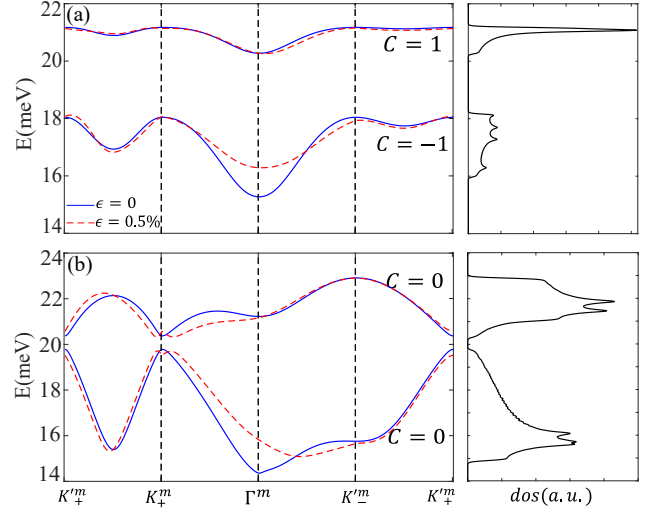 (a)
22
20
18
16
14
E(meV)
C = 1
C = −1
ϵ = 0
ϵ = 0.5%
(b)
24
22
20
18
16
14
E(meV)
C = 0
C = 0
K′₊ᵐ K₊ᵐ Γᵐ K′₋ᵐ K′₊ᵐ
dos(a.u.)